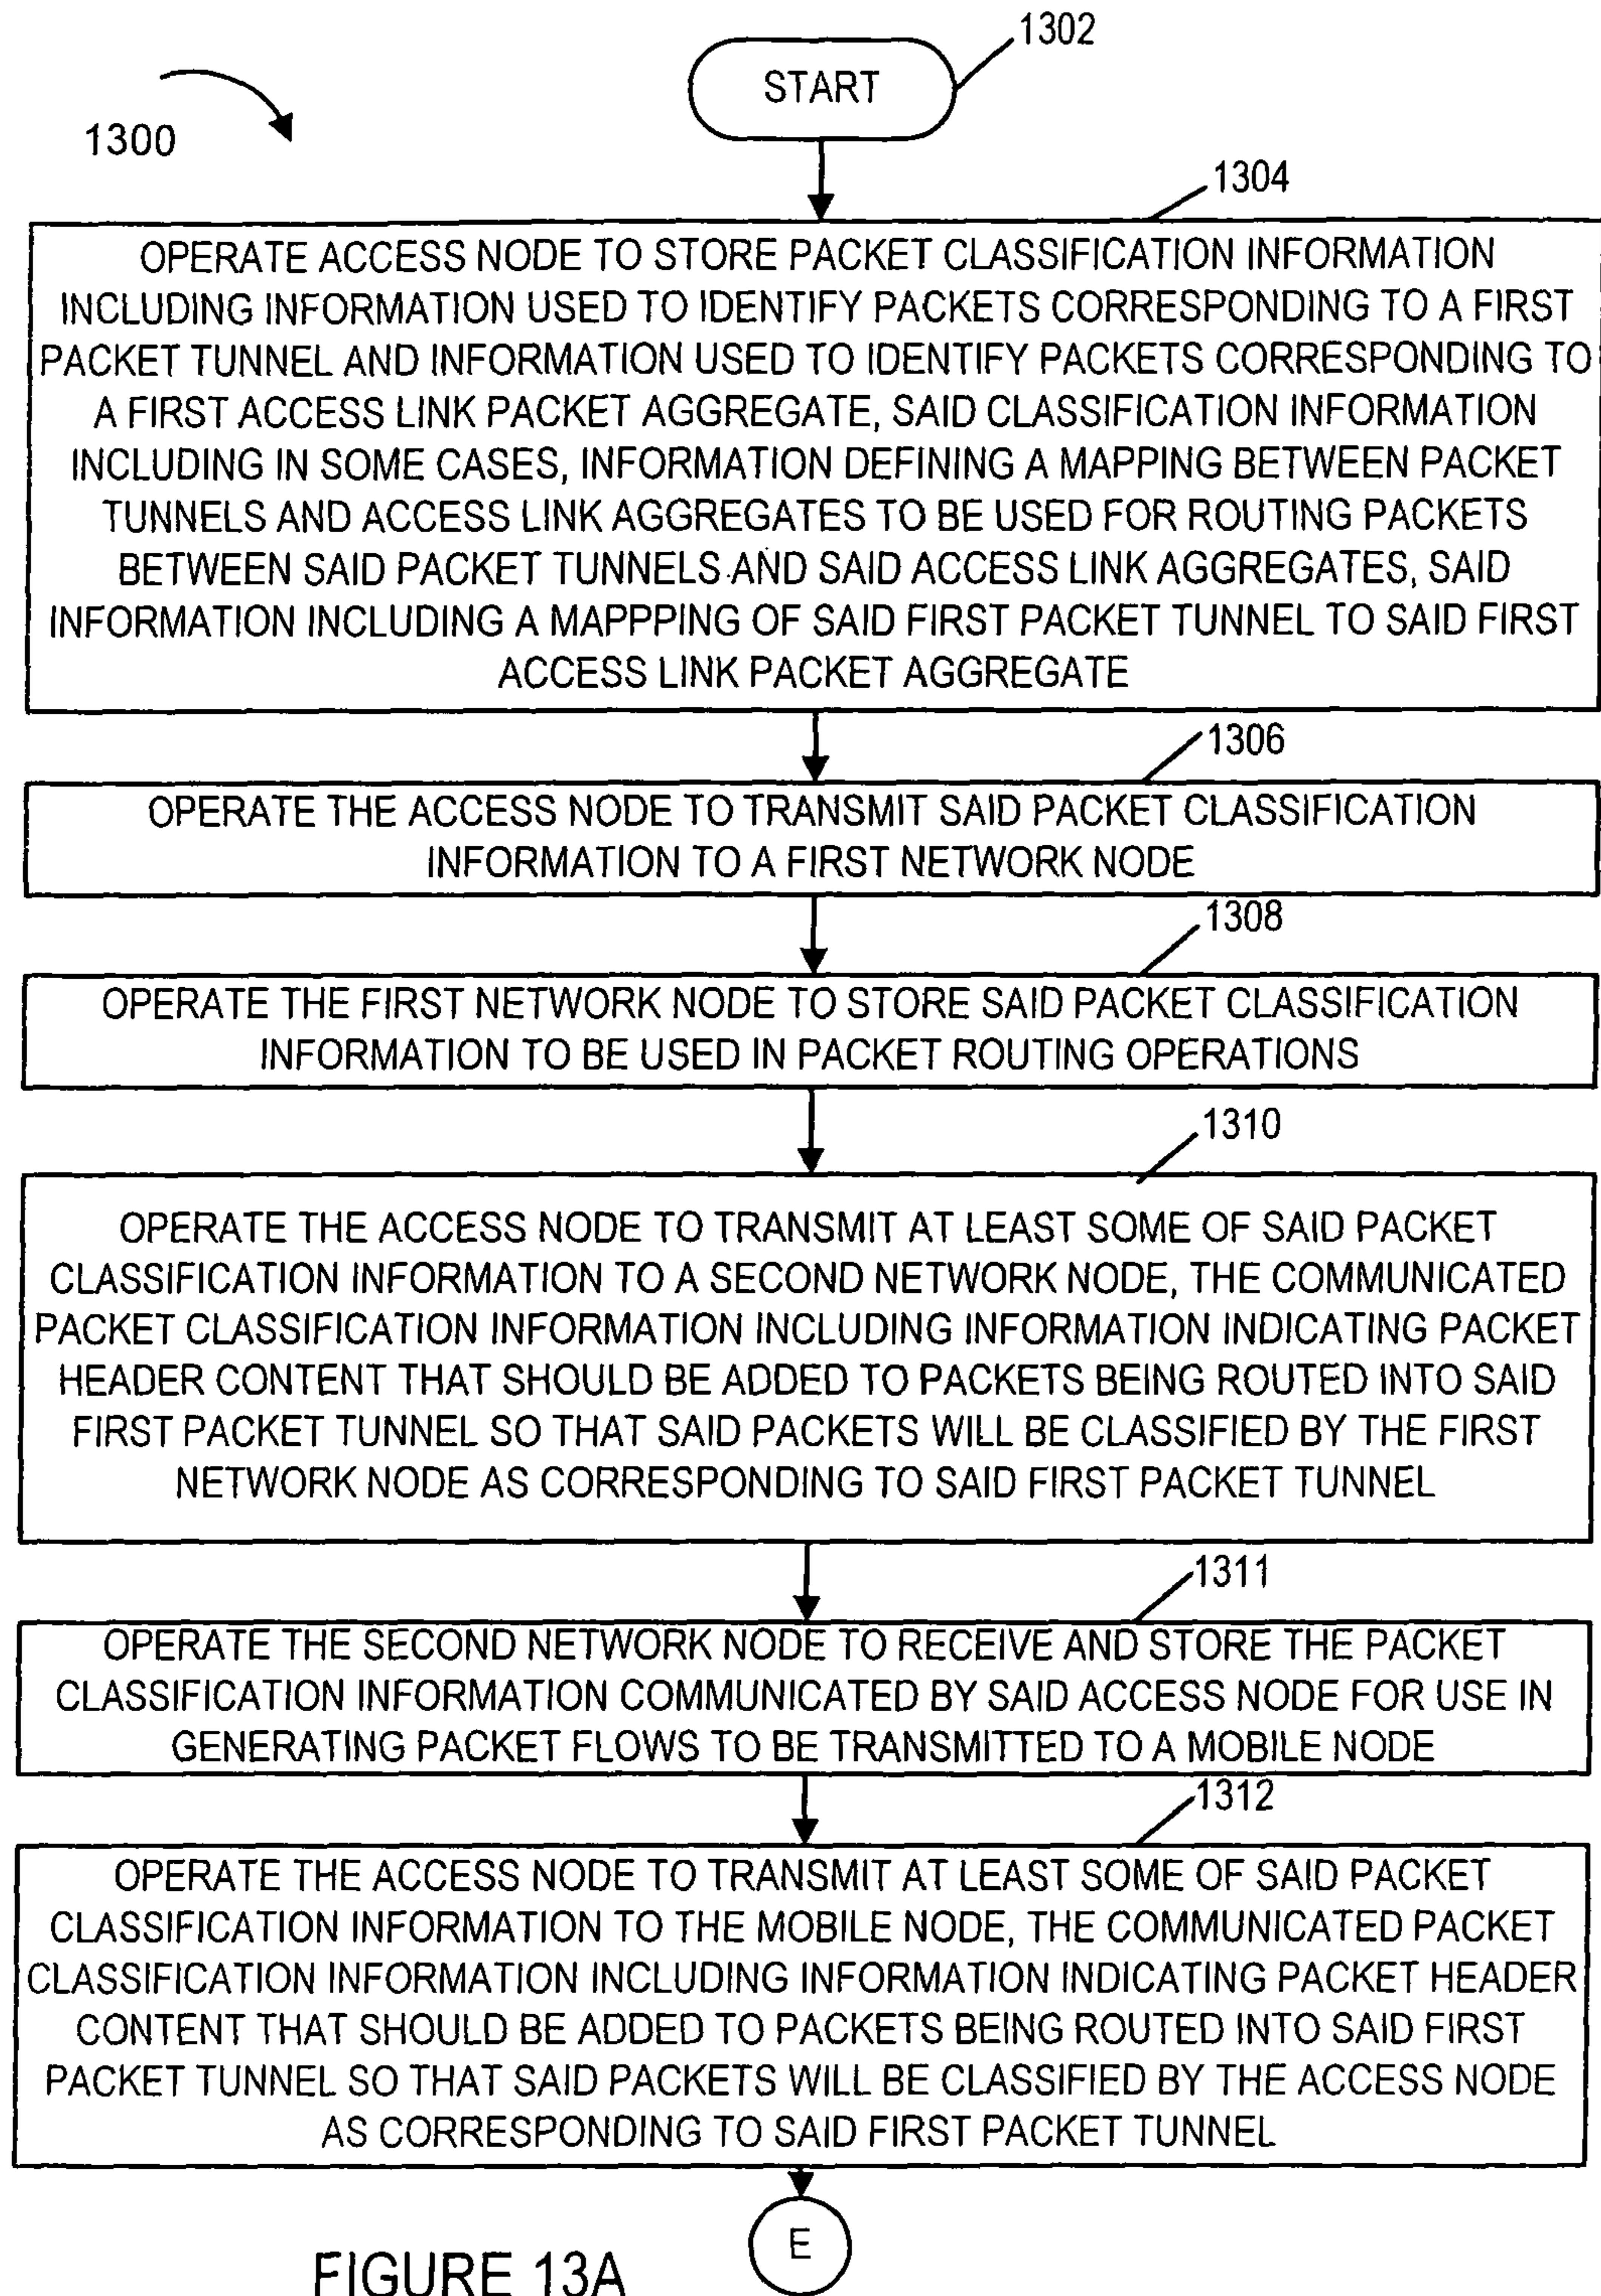 1302
START
1300
1304
OPERATE ACCESS NODE TO STORE PACKET CLASSIFICATION INFORMATION
INCLUDING INFORMATION USED TO IDENTIFY PACKETS CORRESPONDING TO A FIRST
PACKET TUNNEL AND INFORMATION USED TO IDENTIFY PACKETS CORRESPONDING TO
A FIRST ACCESS LINK PACKET AGGREGATE, SAID CLASSIFICATION INFORMATION
INCLUDING IN SOME CASES, INFORMATION DEFINING A MAPPING BETWEEN PACKET
TUNNELS AND ACCESS LINK AGGREGATES TO BE USED FOR ROUTING PACKETS
BETWEEN SAID PACKET TUNNELS AND SAID ACCESS LINK AGGREGATES, SAID
INFORMATION INCLUDING A MAPPPING OF SAID FIRST PACKET TUNNEL TO SAID FIRST
ACCESS LINK PACKET AGGREGATE
1306
OPERATE THE ACCESS NODE TO TRANSMIT SAID PACKET CLASSIFICATION
INFORMATION TO A FIRST NETWORK NODE
1308
OPERATE THE FIRST NETWORK NODE TO STORE SAID PACKET CLASSIFICATION
INFORMATION TO BE USED IN PACKET ROUTING OPERATIONS
1310
OPERATE THE ACCESS NODE TO TRANSMIT AT LEAST SOME OF SAID PACKET
CLASSIFICATION INFORMATION TO A SECOND NETWORK NODE, THE COMMUNICATED
PACKET CLASSIFICATION INFORMATION INCLUDING INFORMATION INDICATING PACKET
HEADER CONTENT THAT SHOULD BE ADDED TO PACKETS BEING ROUTED INTO SAID
FIRST PACKET TUNNEL SO THAT SAID PACKETS WILL BE CLASSIFIED BY THE FIRST
NETWORK NODE AS CORRESPONDING TO SAID FIRST PACKET TUNNEL
1311
OPERATE THE SECOND NETWORK NODE TO RECEIVE AND STORE THE PACKET
CLASSIFICATION INFORMATION COMMUNICATED BY SAID ACCESS NODE FOR USE IN
GENERATING PACKET FLOWS TO BE TRANSMITTED TO A MOBILE NODE
1312
OPERATE THE ACCESS NODE TO TRANSMIT AT LEAST SOME OF SAID PACKET
CLASSIFICATION INFORMATION TO THE MOBILE NODE, THE COMMUNICATED PACKET
CLASSIFICATION INFORMATION INCLUDING INFORMATION INDICATING PACKET HEADER
CONTENT THAT SHOULD BE ADDED TO PACKETS BEING ROUTED INTO SAID FIRST
PACKET TUNNEL SO THAT SAID PACKETS WILL BE CLASSIFIED BY THE ACCESS NODE
AS CORRESPONDING TO SAID FIRST PACKET TUNNEL
E
FIGURE 13A